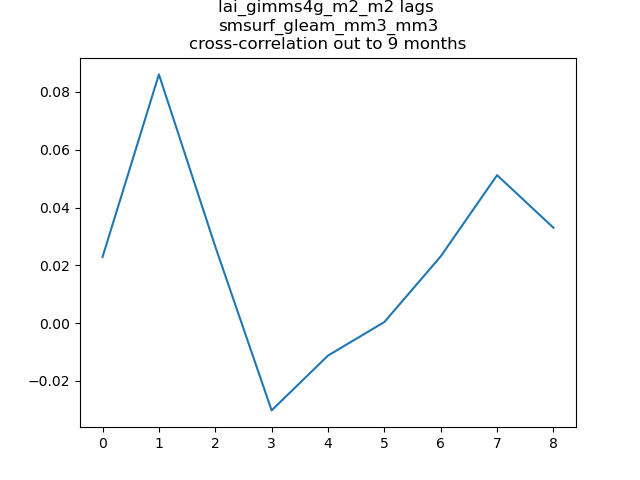 lai_gimms4g_m2_m2 lags
smsurf_gleam_mm3_mm3
cross-correlation out to 9 months
0.08
0.06
0.04
0.02
0.00
−0.02
0 1 2 3 4 5 6 7 8